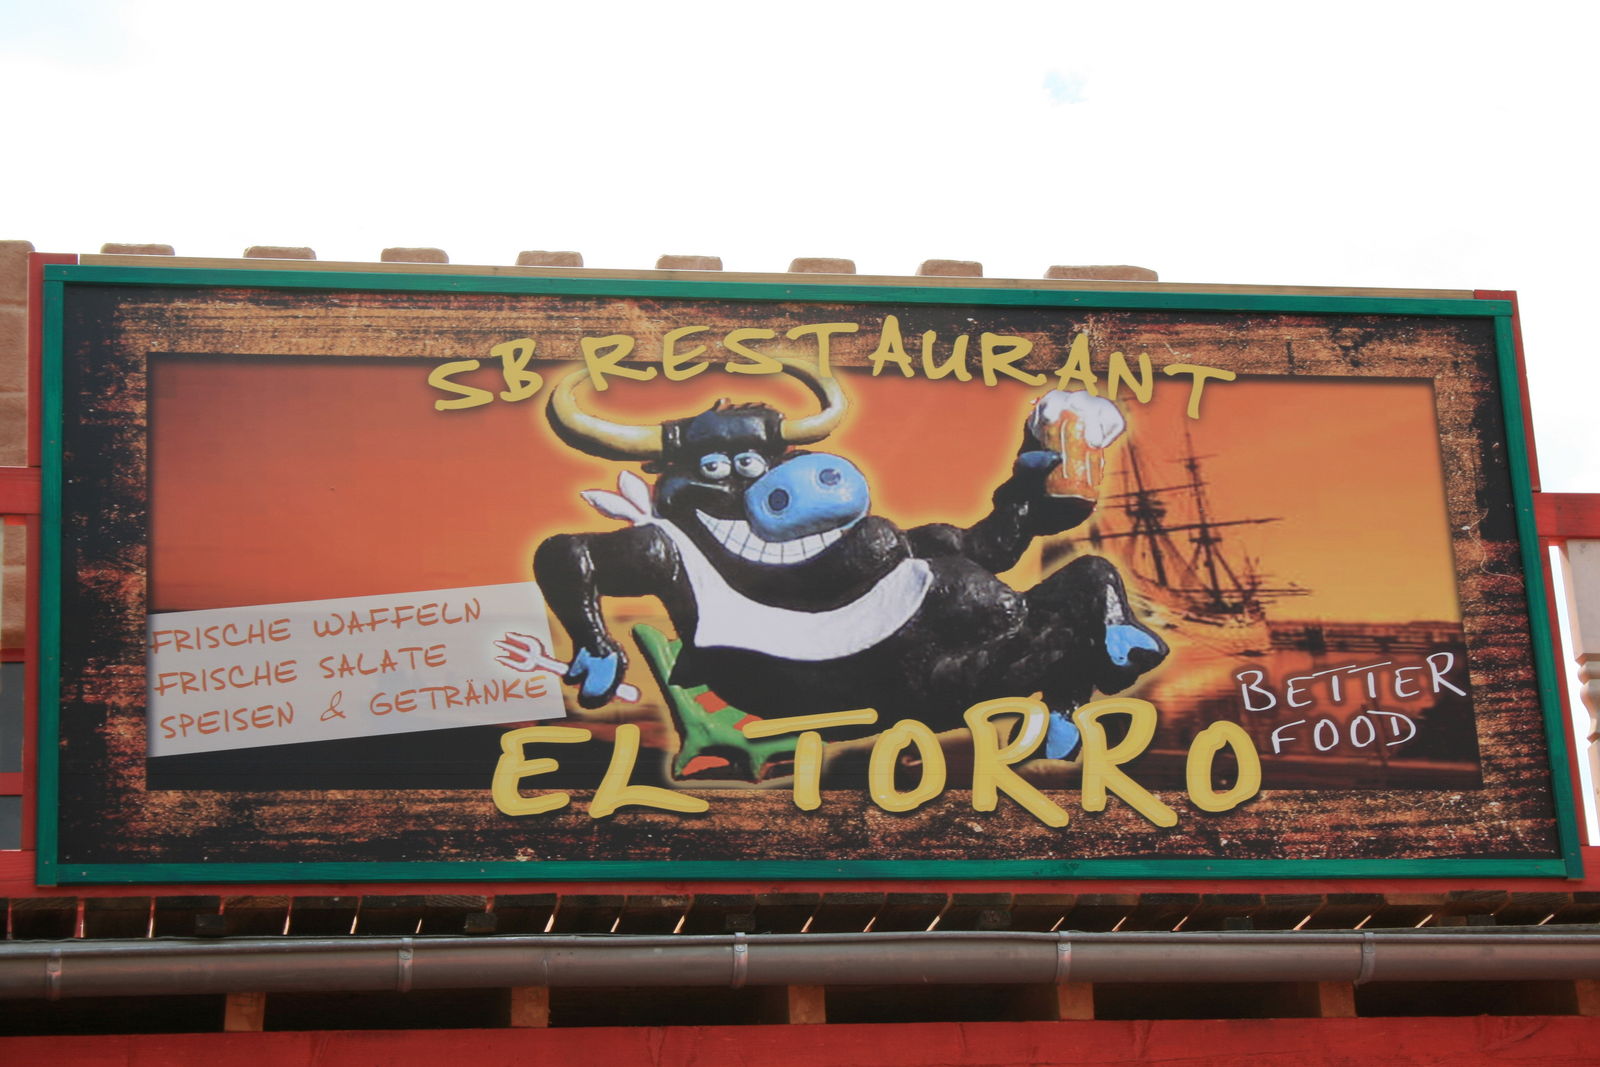 SB RESTAURANT
FRISCHE WAFFELN
FRISCHE SALATE
SPEISEN & GETRÄNKE
EL TORRO
BETTER
FOOD